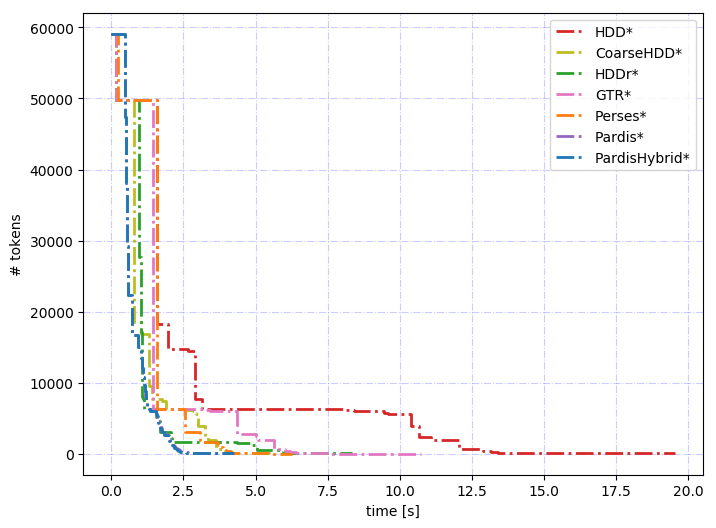 60000
50000
40000
30000
20000
10000
0
# tokens
HDD*
CoarseHDD*
HDDr*
GTR*
Perses*
Pardis*
PardisHybrid*
0.0 2.5 5.0 7.5 10.0 12.5 15.0 17.5 20.0
time [s]